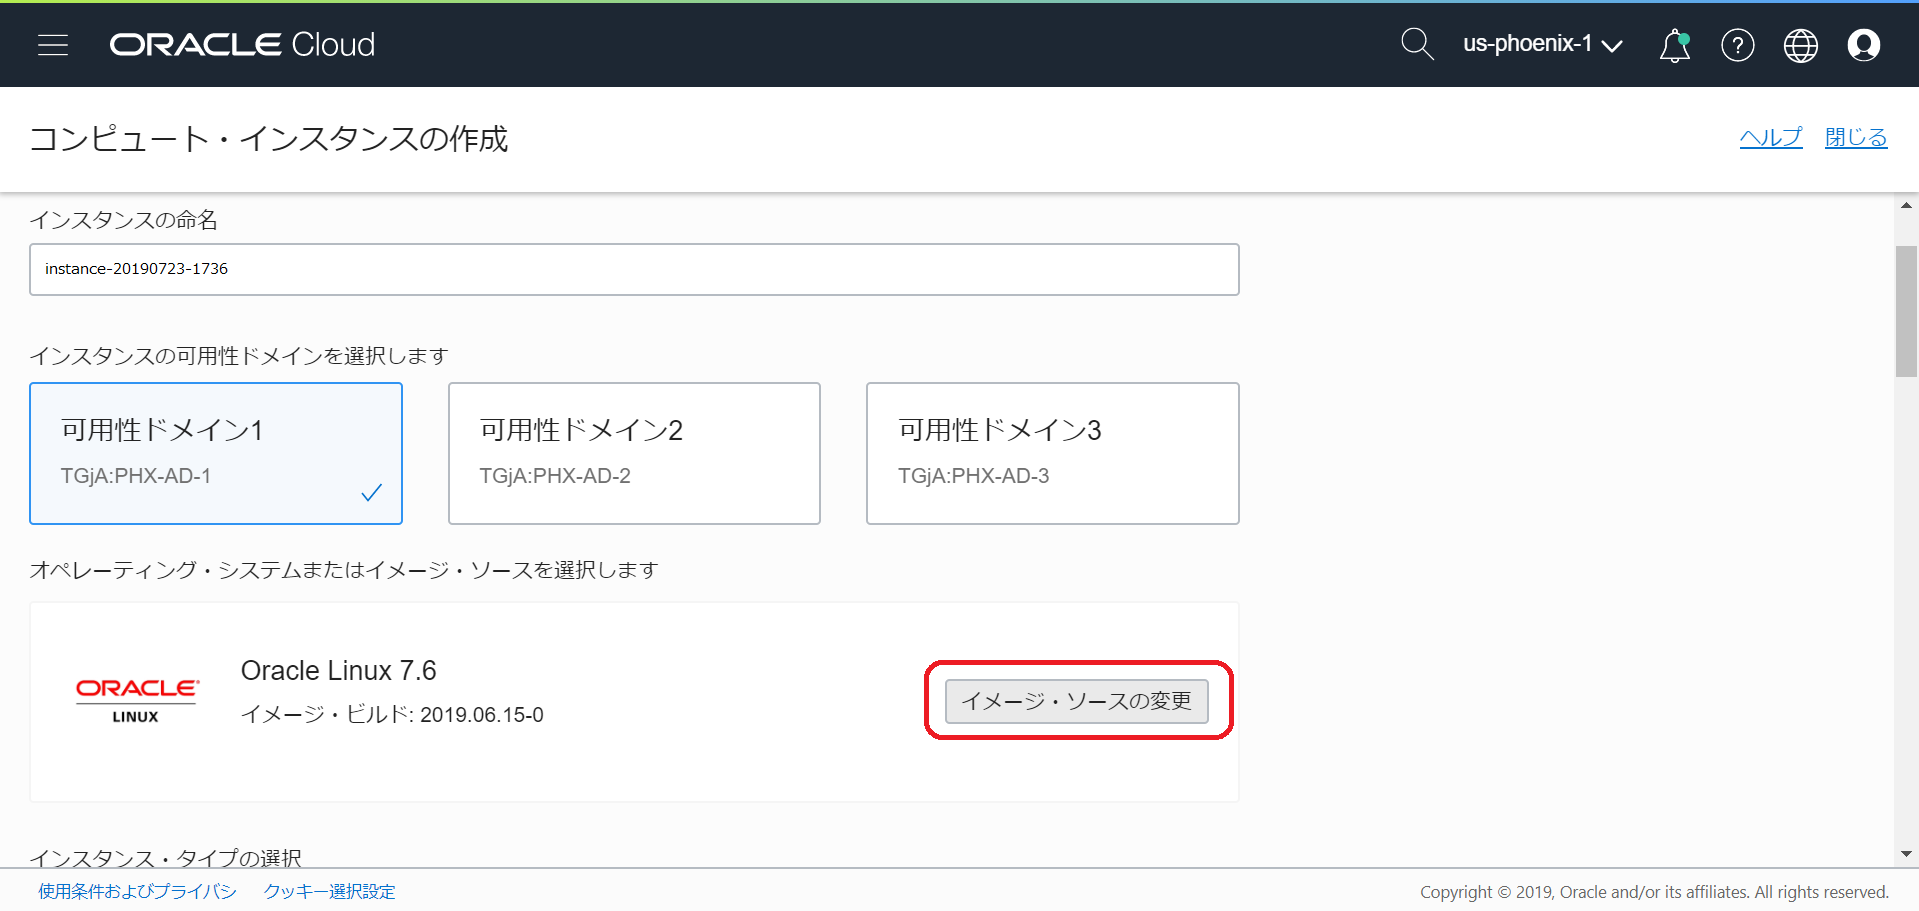 ORACLE Cloud
us-phoenix-1
コンピュート・インスタンスの作成
ヘルプ 閉じる
インスタンスの命名
instance-20190723-1736
インスタンスの可用性ドメインを選択します
可用性ドメイン1
TGjA:PHX-AD-1
可用性ドメイン2
TGjA:PHX-AD-2
可用性ドメイン3
TGjA:PHX-AD-3
オペレーティング・システムまたはイメージ・ソースを選択します
ORACLE®
LINUX
Oracle Linux 7.6
イメージ・ビルド: 2019.06.15-0
イメージ・ソースの変更
インスタンス・タイプの選択
使用条件およびプライバシ クッキー選択設定
Copyright © 2019, Oracle and/or its affiliates. All rights reserved.